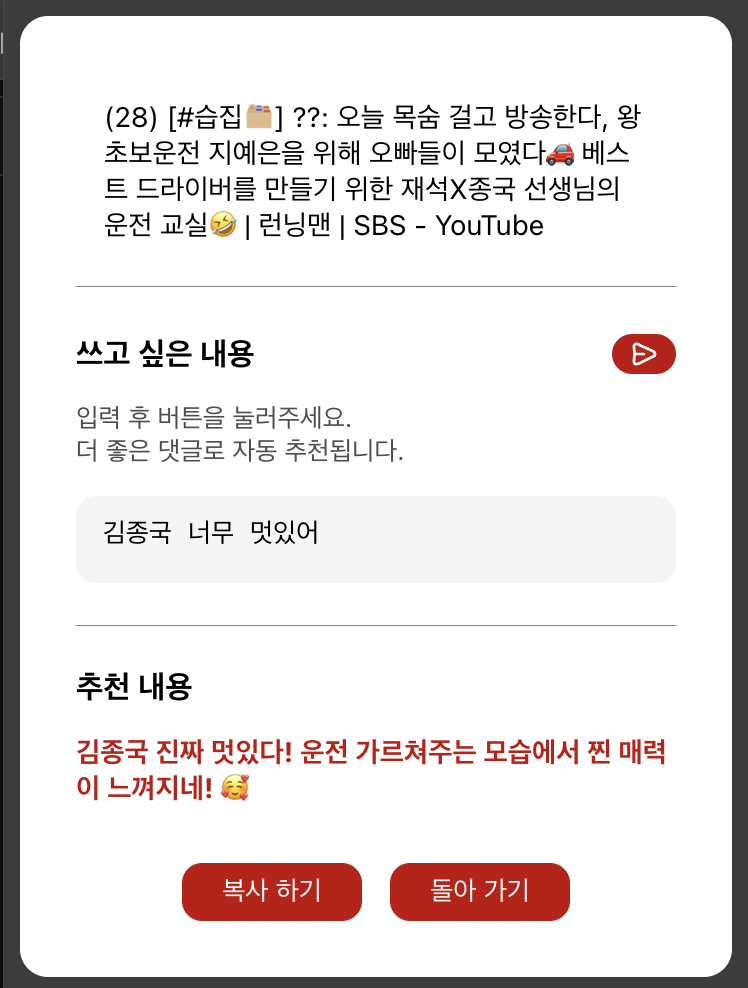 (28) [#습집🗂️] ??: 오늘 목숨 걸고 방송한다, 왕
초보운전 지예은을 위해 오빠들이 모였다🚗 베스
트 드라이버를 만들기 위한 재석X종국 선생님의
운전 교실🤣 | 런닝맨 | SBS - YouTube
쓰고 싶은 내용
입력 후 버튼을 눌러주세요.
더 좋은 댓글로 자동 추천됩니다.
김종국 너무 멋있어
추천 내용
김종국 진짜 멋있다! 운전 가르쳐주는 모습에서 찐 매력
이 느껴지네! 🥰
복사 하기
돌아 가기